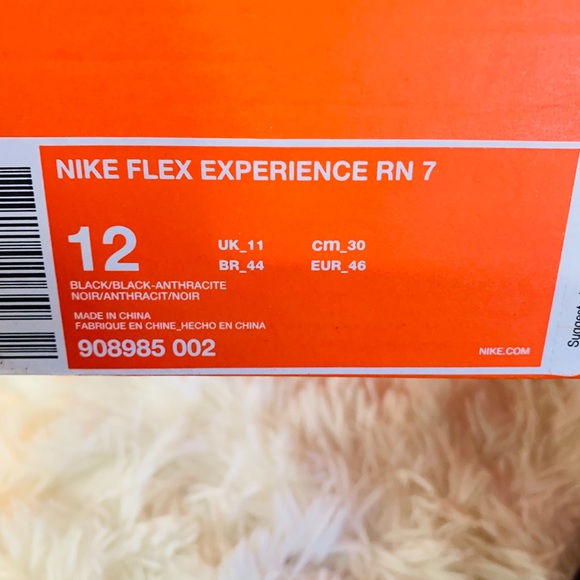 NIKE FLEX EXPERIENCE RN 7
12
UK_11 cm_30
BR_44 EUR_46
BLACK/BLACK-ANTHRACITE
NOIR/ANTHRACIT/NOIR
MADE IN CHINA
FABRIQUE EN CHINE_HECHO EN CHINA
908985 002
NIKE.COM